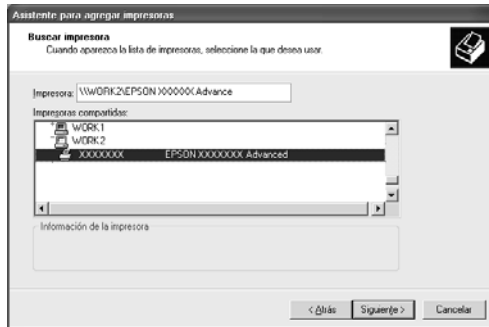 Asistente para agregar impresoras
Buscar impresora
Cuando aparezca la lista de impresoras, seleccione la que desea usar.
Impresora: \\WORK2\EPSON XXXXXX Advance
Impresoras compartidas:
WORK1
WORK2
XXXXXXX EPSON XXXXXXX Advanced
Información de la impresora
< Atrás Siguiente > Cancelar